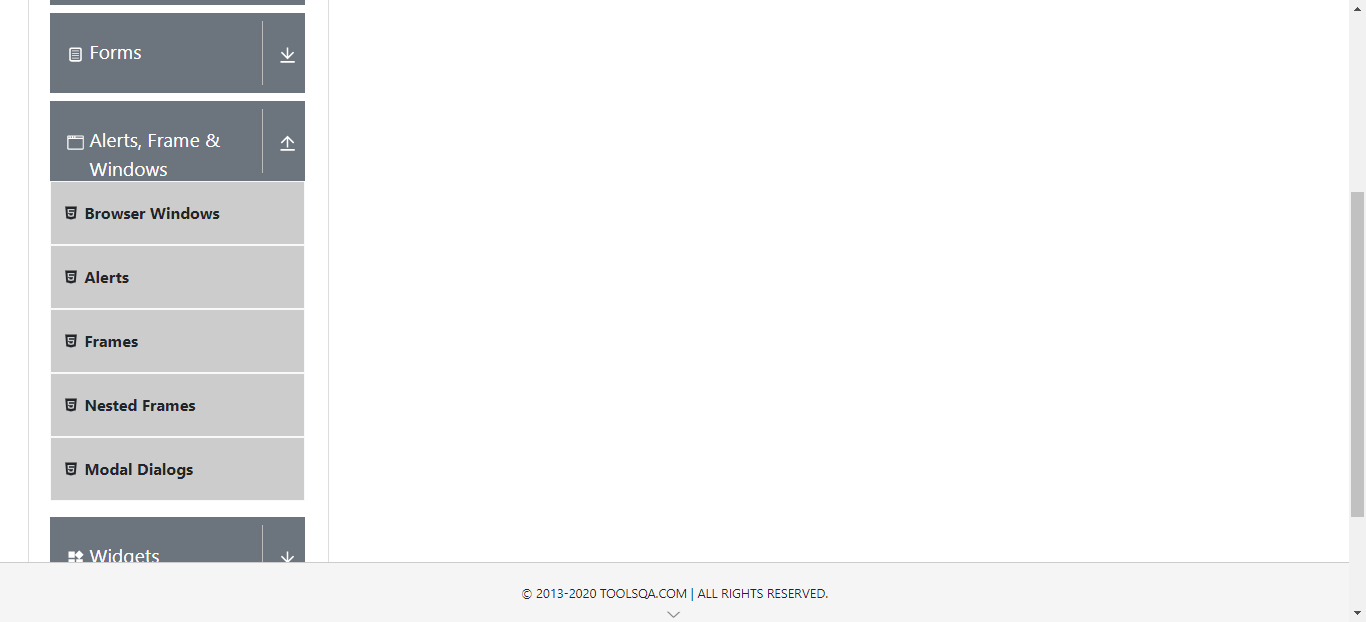 Forms
Alerts, Frame &
Windows
Browser Windows
Alerts
Frames
Nested Frames
Modal Dialogs
Widgets
© 2013-2020 TOOLSQA.COM | ALL RIGHTS RESERVED.